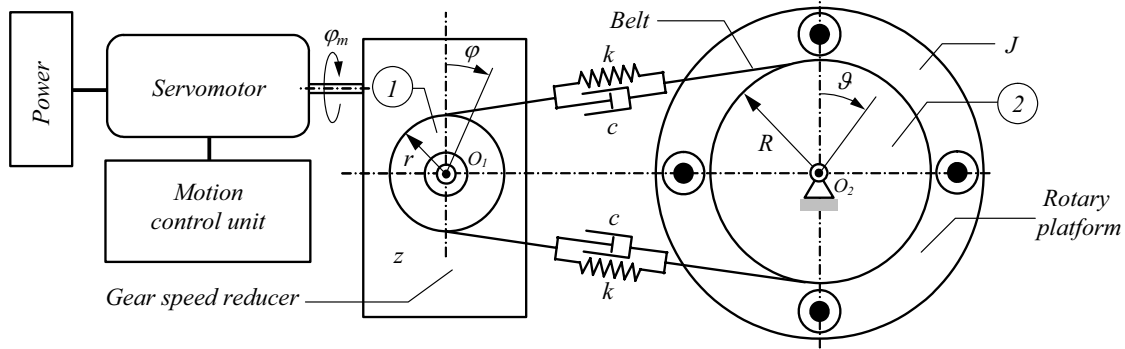 Power
Servomotor
φm
Motion
control unit
1
r
φ
O1
z
Gear speed reducer
k
c
c
k
Belt
J
ϑ
2
R
O2
Rotary
platform